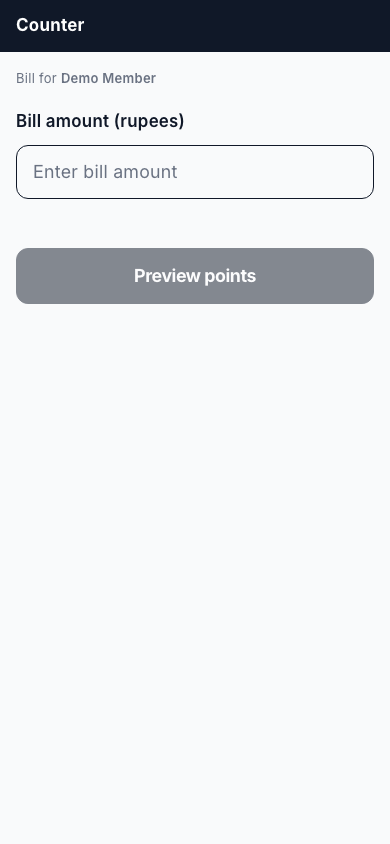 Counter
Bill for Demo Member
Bill amount (rupees)
Enter bill amount
Preview points